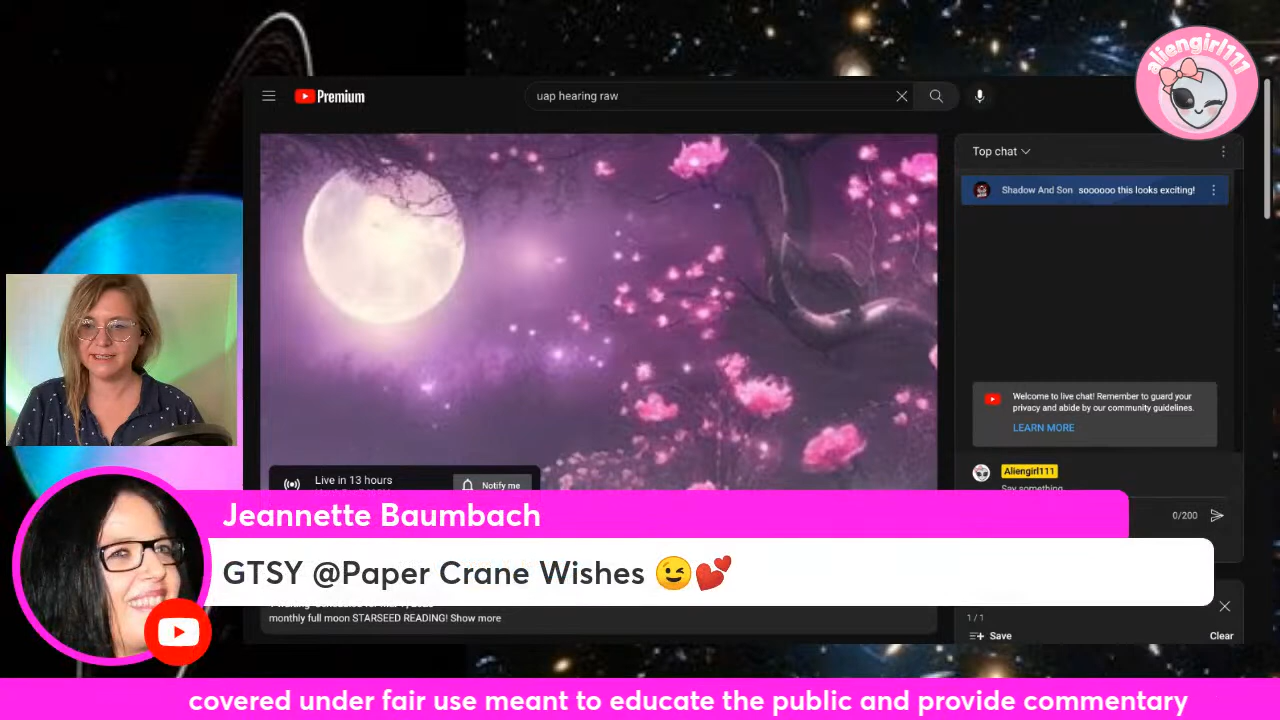 aliengirl111
Premium
uap hearing raw
Top chat
Shadow And Son soooooo this looks exciting!
Welcome to live chat! Remember to guard your
privacy and abide by our community guidelines.
LEARN MORE
Aliengirl111
Say something
0/200
Live in 13 hours
Notify me
Jeannette Baumbach
GTSY @Paper Crane Wishes 😉💕
monthly full moon STARSEED READING! Show more
1 / 1
Save
Clear
covered under fair use meant to educate the public and provide commentary